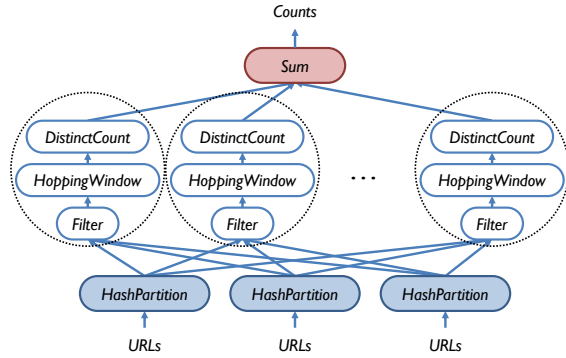 Counts
Sum
DistinctCount DistinctCount DistinctCount
HoppingWindow HoppingWindow ... HoppingWindow
Filter Filter Filter
HashPartition HashPartition HashPartition
URLs URLs URLs